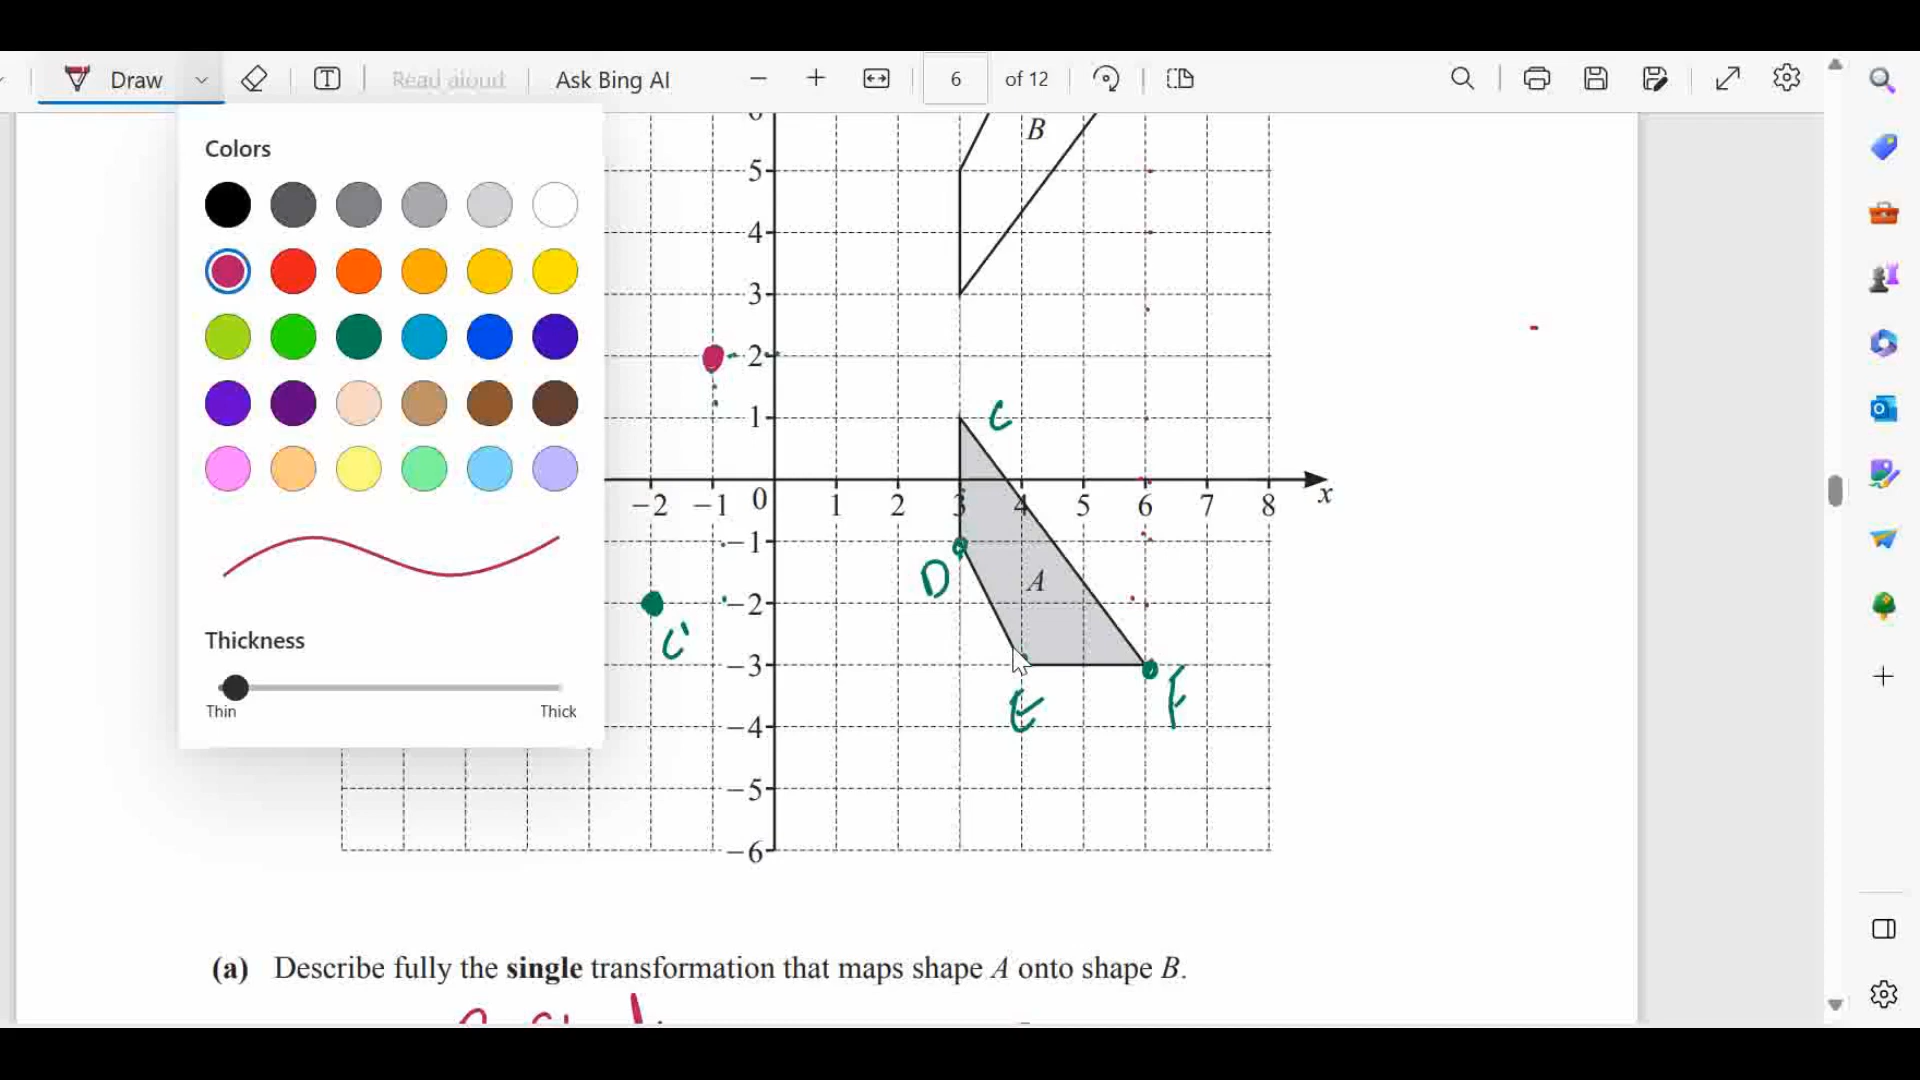 Draw
Read aloud
Ask Bing AI
6
of 12
Colors
Thickness
Thin
Thick
B
5
4
3
2
1
0
−2
−1
1
2
3
4
5
6
7
8
x
−1
−2
−3
−4
−5
−6
C
D
A
E
F
C'
(a) Describe fully the single transformation that maps shape A onto shape B.